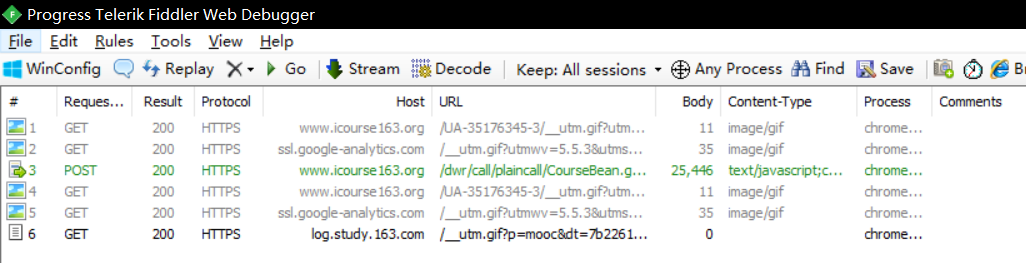 Progress Telerik Fiddler Web Debugger
File Edit Rules Tools View Help
WinConfig Replay Go Stream Decode Keep: All sessions Any Process Find Save Br
# Reques... Result Protocol Host URL Body Content-Type Process Comments
1 GET 200 HTTPS www.icourse163.org /UA-35176345-3/__utm.gif?utm... 11 image/gif chrome...
2 GET 200 HTTPS ssl.google-analytics.com /__utm.gif?utmwv=5.5.3&utms... 35 image/gif chrome...
3 POST 200 HTTPS www.icourse163.org /dwr/call/plaincall/CourseBean.g... 25,446 text/javascript;c... chrome...
4 GET 200 HTTPS www.icourse163.org /UA-35176345-3/__utm.gif?utm... 11 image/gif chrome...
5 GET 200 HTTPS ssl.google-analytics.com /__utm.gif?utmwv=5.5.3&utms... 35 image/gif chrome...
6 GET 200 HTTPS log.study.163.com /__utm.gif?p=mooc&dt=7b2261... 0 chrome...